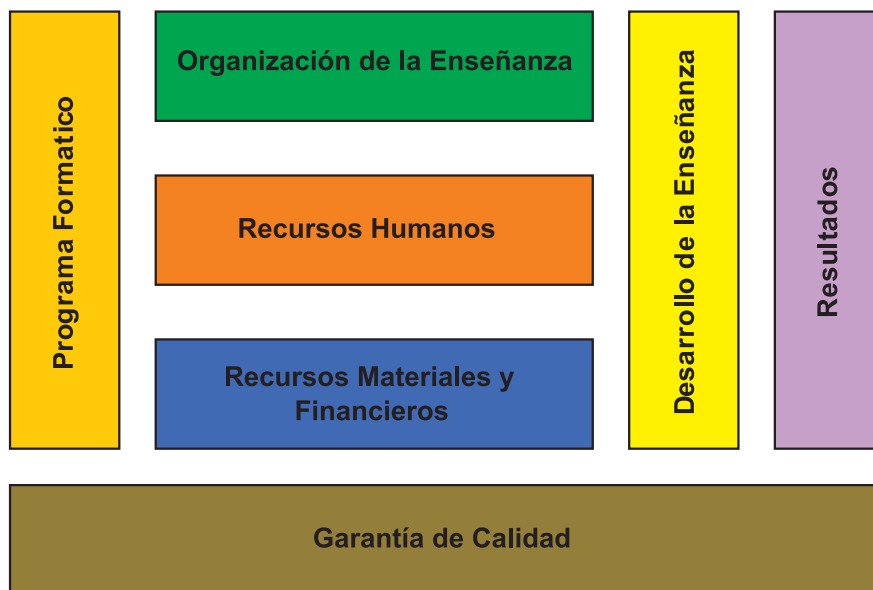 Programa Formatico
Organización de la Enseñanza
Recursos Humanos
Recursos Materiales y
Financieros
Desarrollo de la Enseñanza
Resultados
Garantía de Calidad